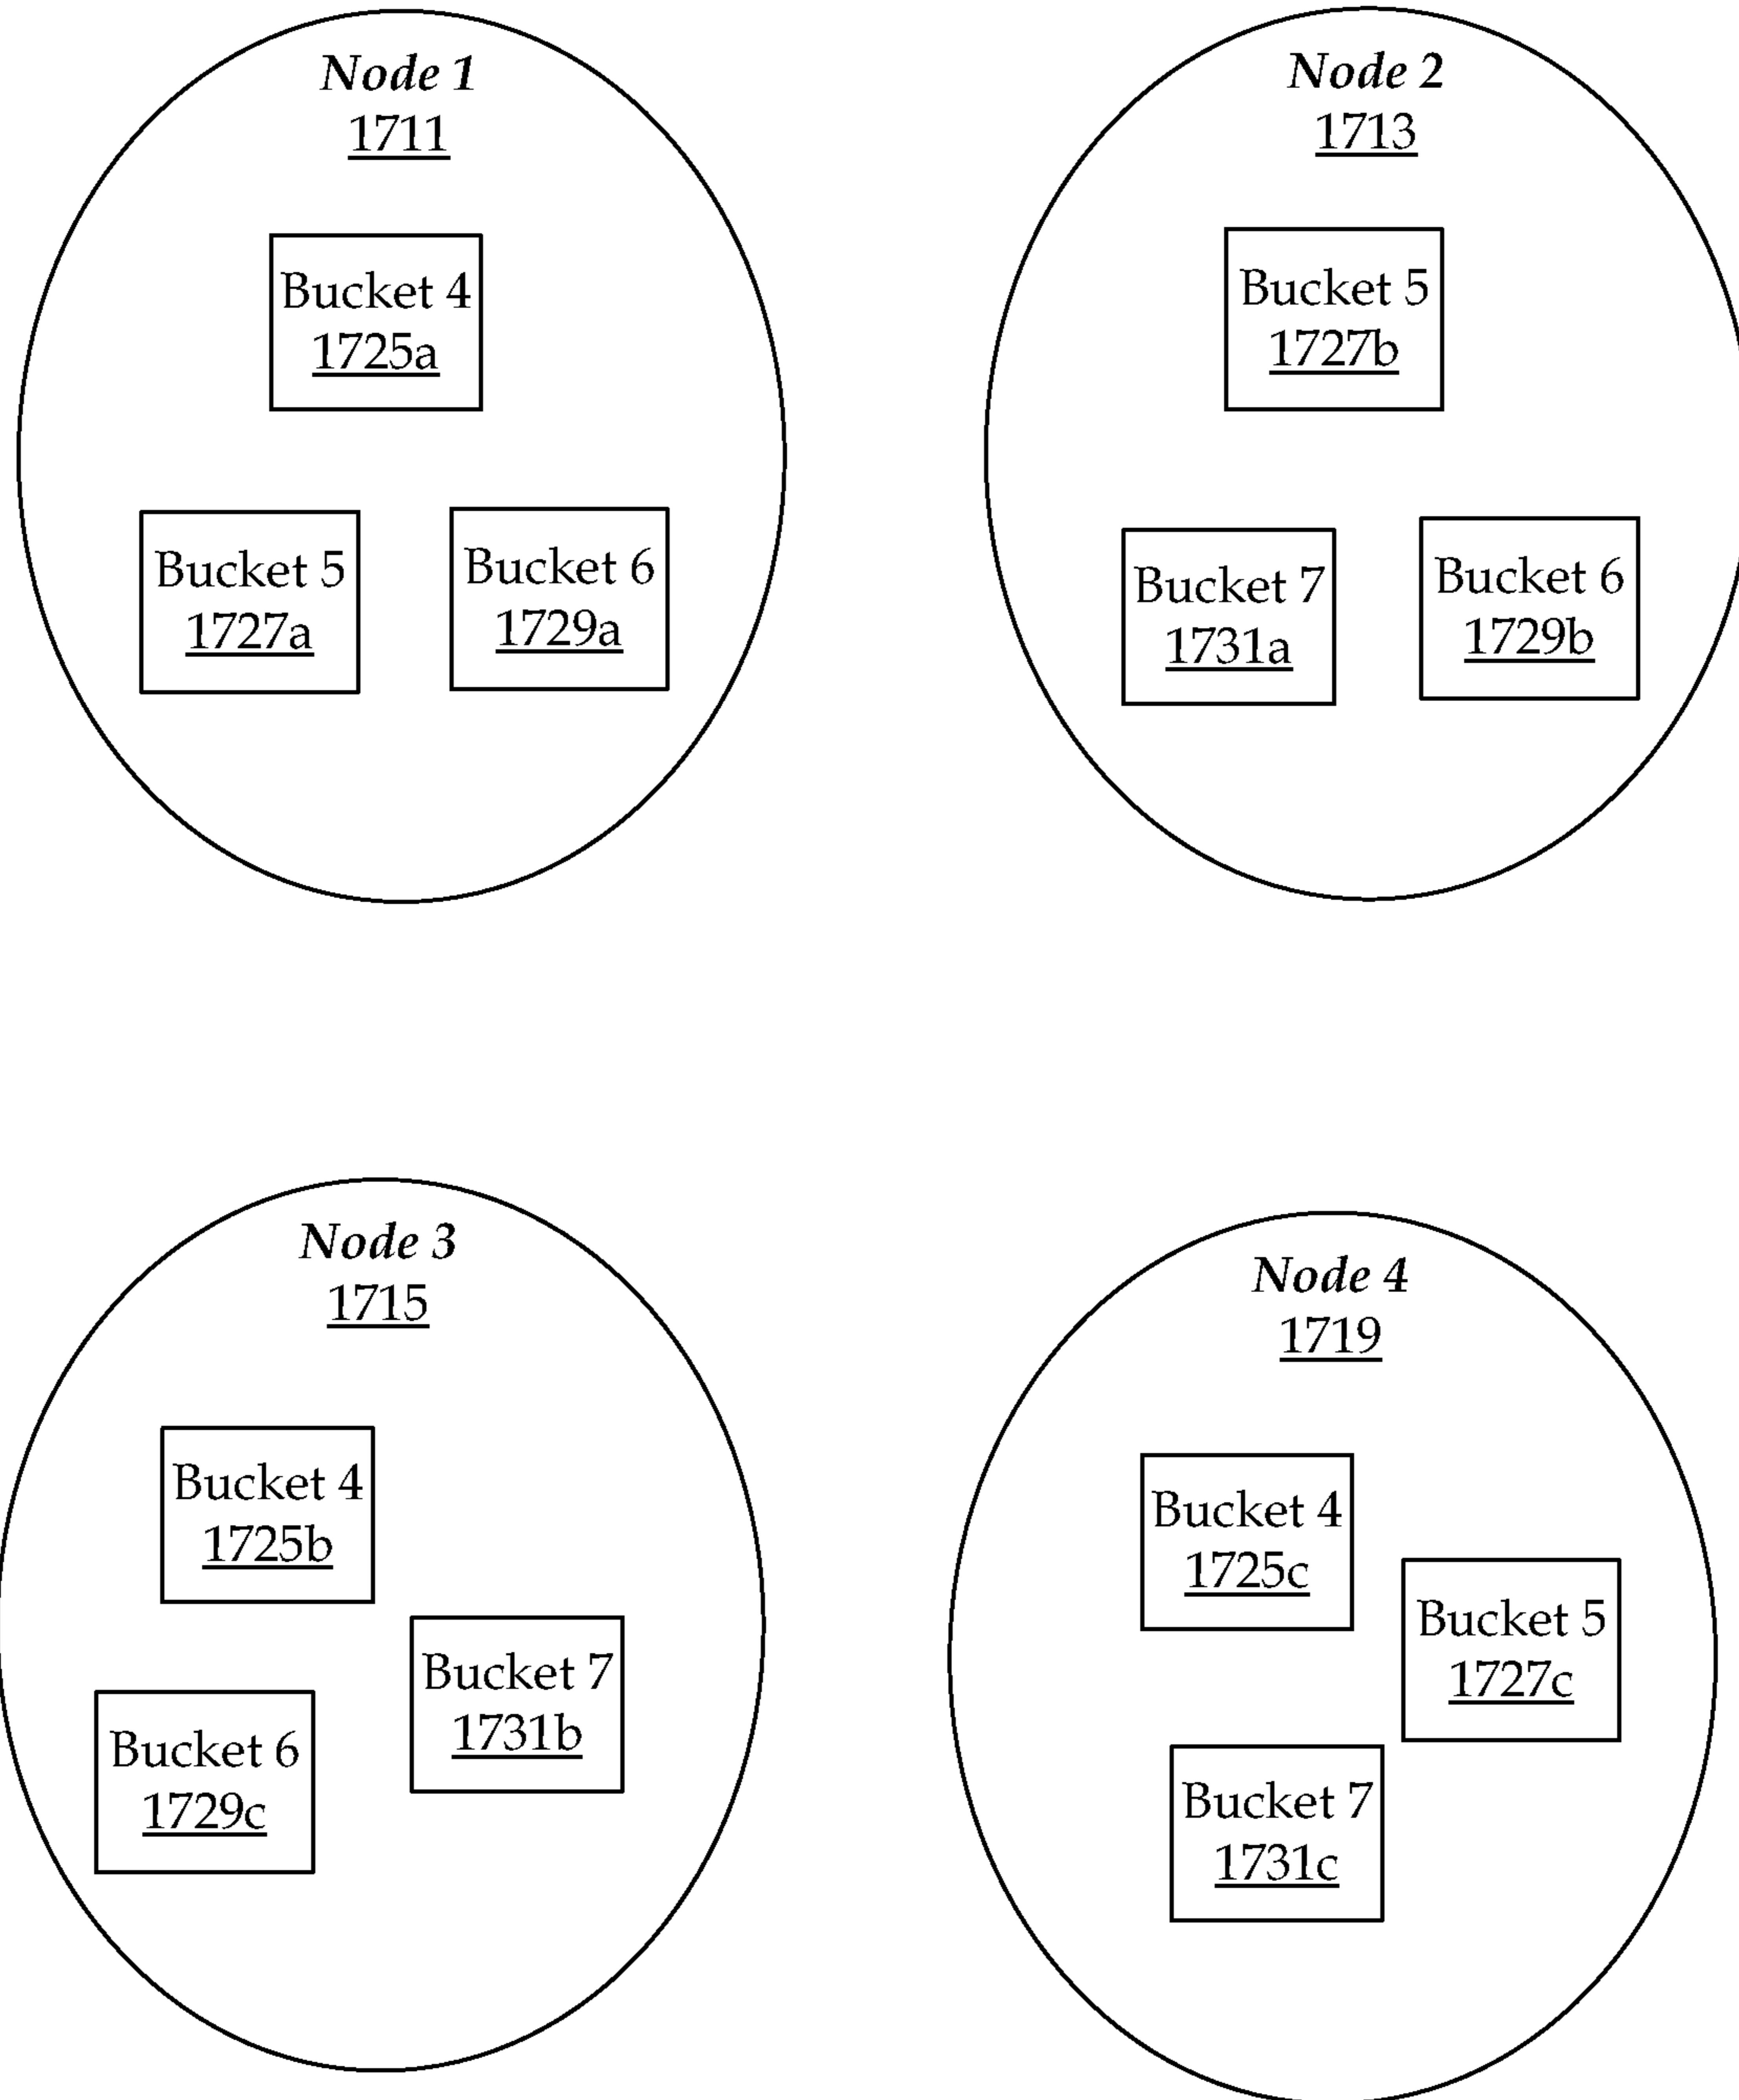 Node 1
1711
Bucket 4
1725a
Bucket 5
1727a
Bucket 6
1729a
Node 2
1713
Bucket 5
1727b
Bucket 7
1731a
Bucket 6
1729b
Node 3
1715
Bucket 4
1725b
Bucket 7
1731b
Bucket 6
1729c
Node 4
1719
Bucket 4
1725c
Bucket 5
1727c
Bucket 7
1731c